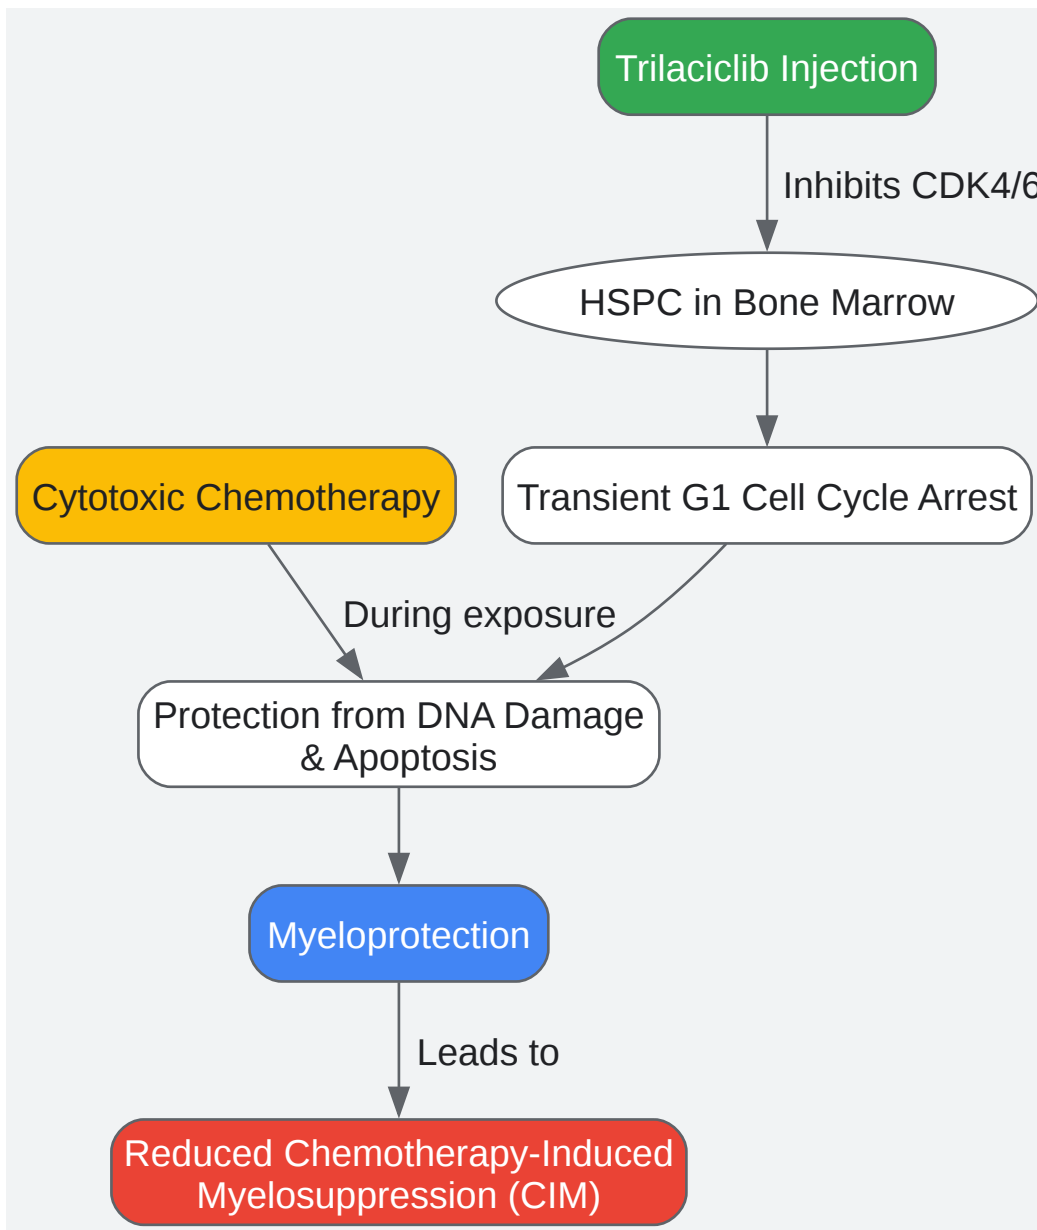 Trilaciclib Injection
Inhibits CDK4/6
HSPC in Bone Marrow
Cytotoxic Chemotherapy
Transient G1 Cell Cycle Arrest
During exposure
Protection from DNA Damage
& Apoptosis
Myeloprotection
Leads to
Reduced Chemotherapy-Induced
Myelosuppression (CIM)